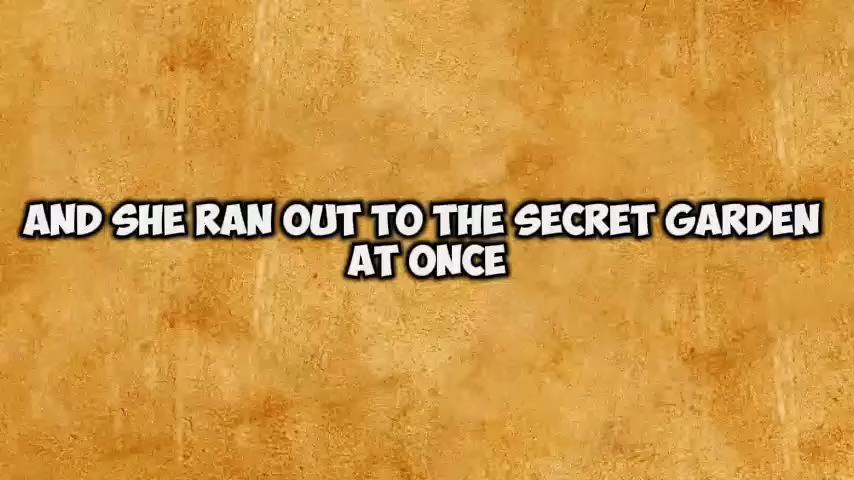 AND SHE RAN OUT TO THE SECRET GARDEN
AT ONCE